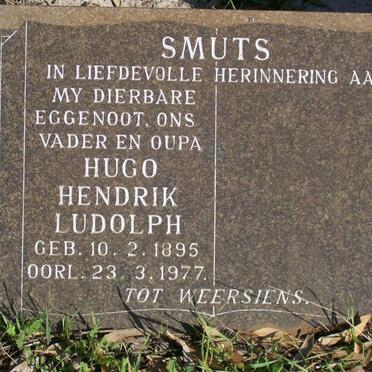 SMUTS
IN LIEFDEVOLLE HERINNERING AA
MY DIERBARE
EGGENOOT, ONS
VADER EN OUPA
HUGO
HENDRIK
LUDOLPH
GEB. 10. 2. 1895
OORL. 23. 3. 1977.
TOT WEERSIENS.